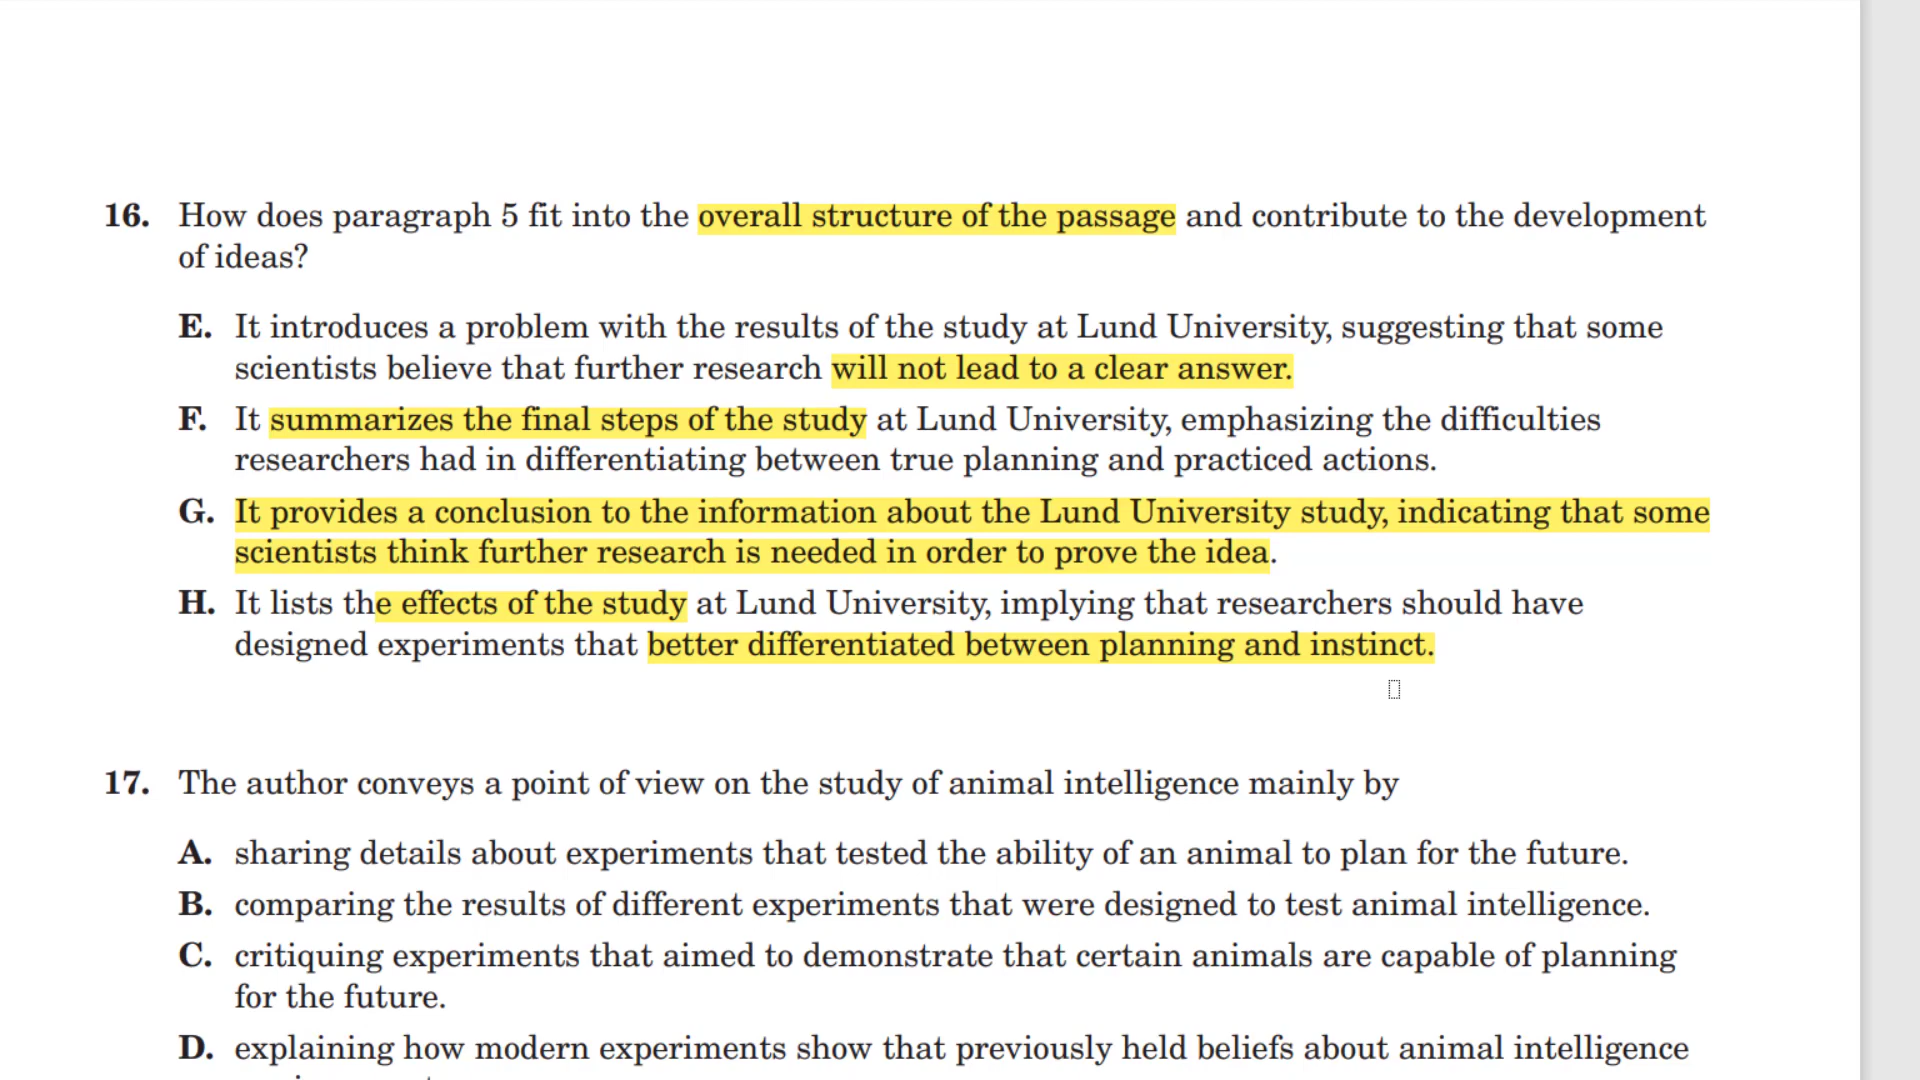 16. How does paragraph 5 fit into the overall structure of the passage and contribute to the development
of ideas?
E. It introduces a problem with the results of the study at Lund University, suggesting that some
scientists believe that further research will not lead to a clear answer.
F. It summarizes the final steps of the study at Lund University, emphasizing the difficulties
researchers had in differentiating between true planning and practiced actions.
G. It provides a conclusion to the information about the Lund University study, indicating that some
scientists think further research is needed in order to prove the idea.
H. It lists the effects of the study at Lund University, implying that researchers should have
designed experiments that better differentiated between planning and instinct.
17. The author conveys a point of view on the study of animal intelligence mainly by
A. sharing details about experiments that tested the ability of an animal to plan for the future.
B. comparing the results of different experiments that were designed to test animal intelligence.
C. critiquing experiments that aimed to demonstrate that certain animals are capable of planning
for the future.
D. explaining how modern experiments show that previously held beliefs about animal intelligence